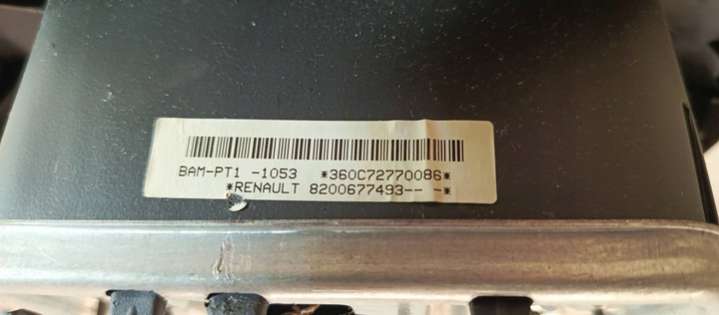 BAM-PT1 -1053 *360C72770086*
*RENAULT 8200677493-- -*